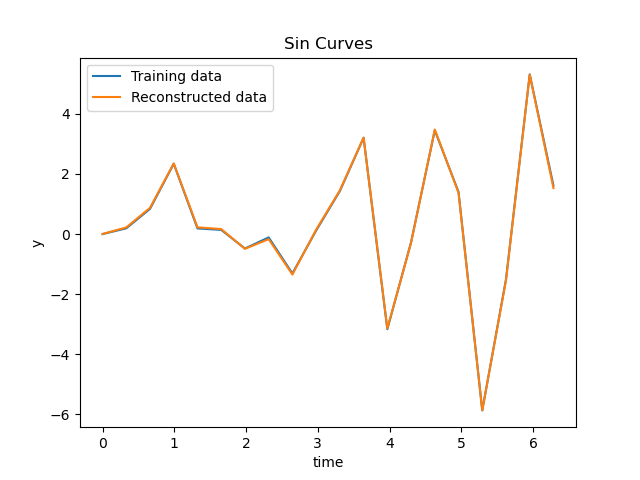 Sin Curves
Training data
Reconstructed data
4
2
0
−2
−4
−6
y
0 1 2 3 4 5 6
time